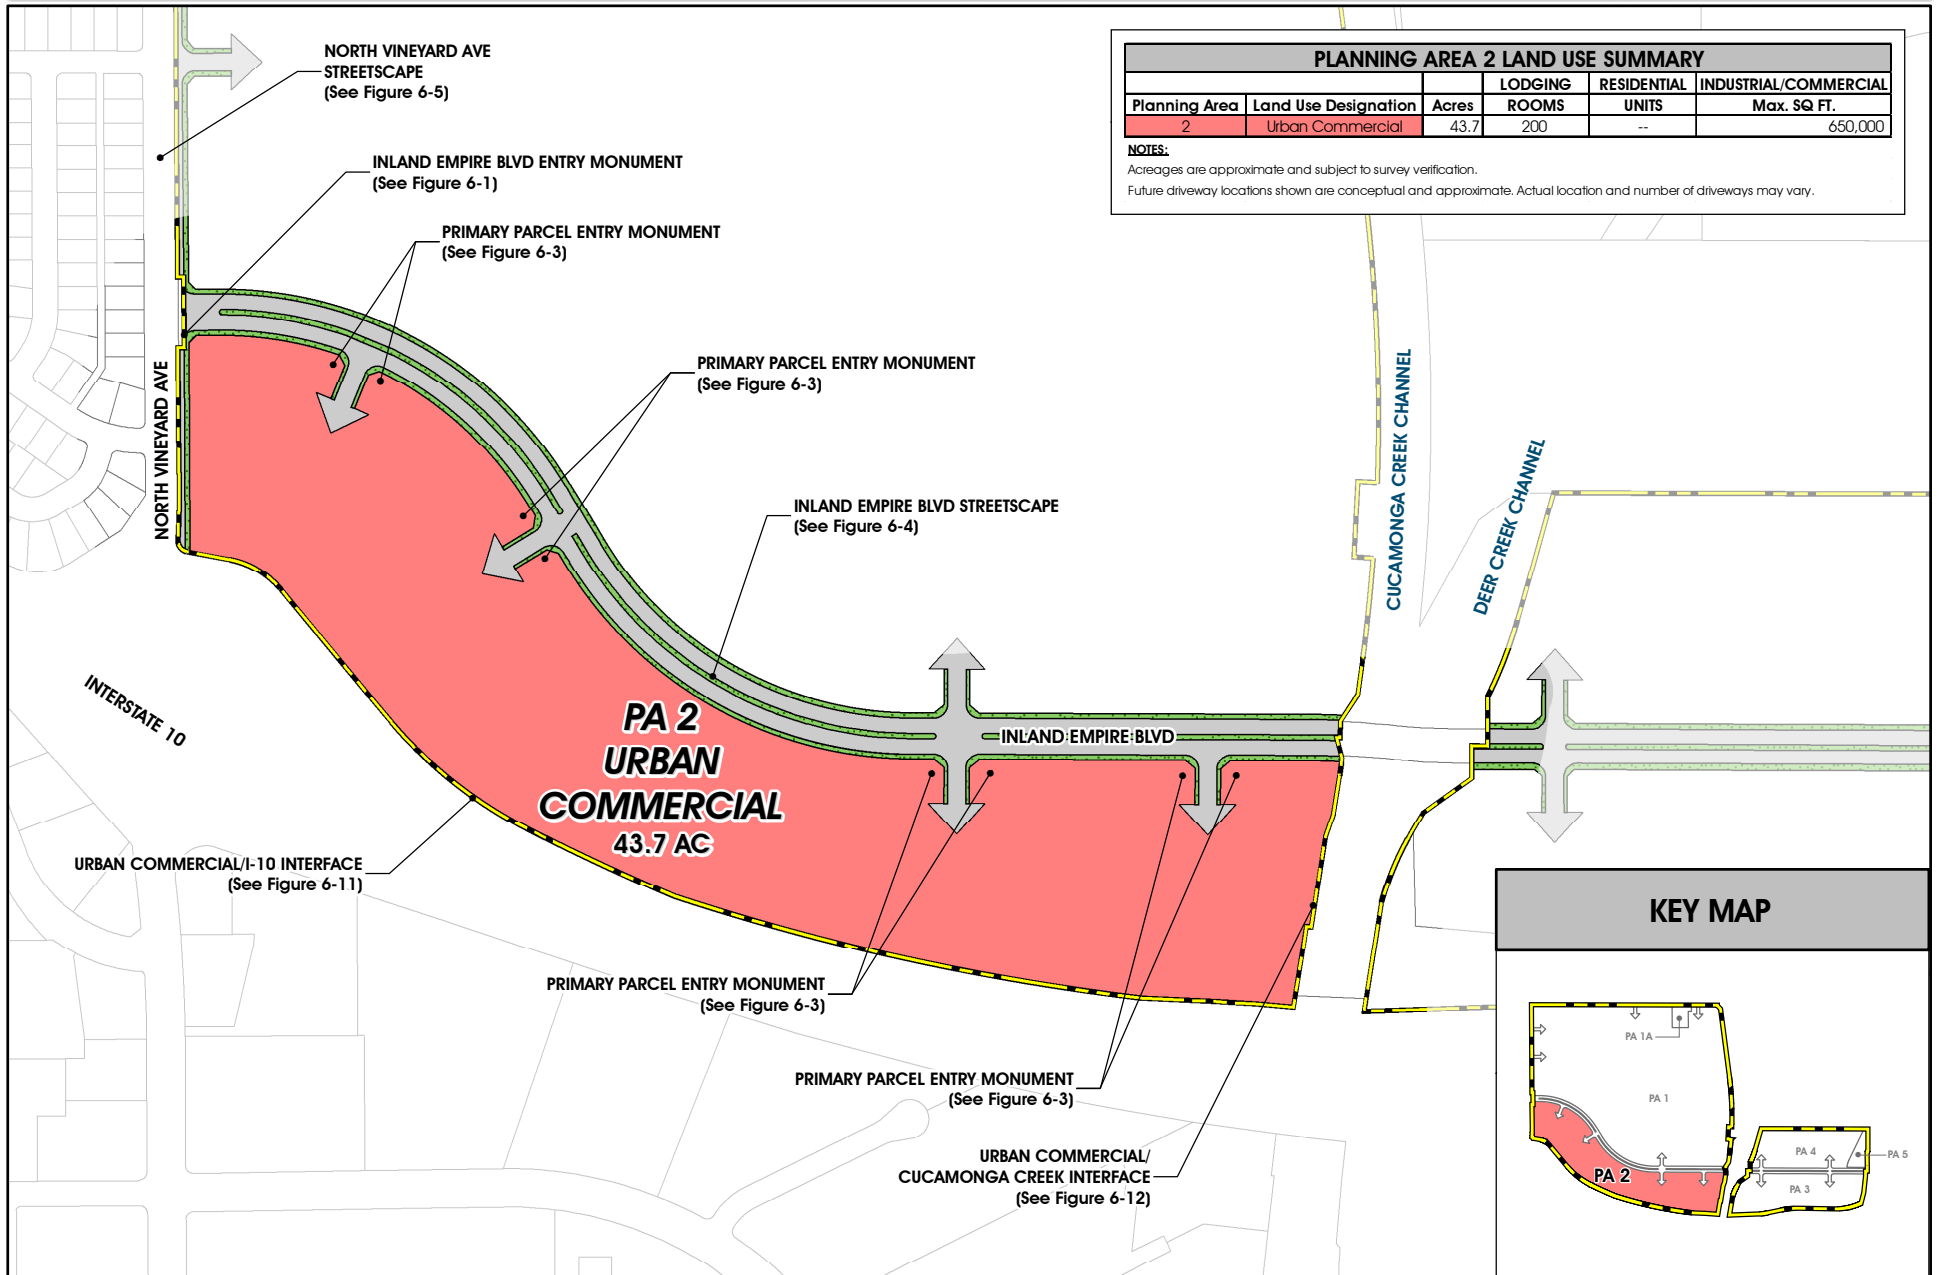 NORTH VINEYARD AVE
STREETSCAPE
(See Figure 6-5)
INLAND EMPIRE BLVD ENTRY MONUMENT
(See Figure 6-1)
PRIMARY PARCEL ENTRY MONUMENT
(See Figure 6-3)
PRIMARY PARCEL ENTRY MONUMENT
(See Figure 6-3)
INLAND EMPIRE BLVD STREETSCAPE
(See Figure 6-4)
PLANNING AREA 2 LAND USE SUMMARY
LODGING RESIDENTIAL INDUSTRIAL/COMMERCIAL
Planning Area Land Use Designation Acres ROOMS UNITS Max. SQ FT.
2 Urban Commercial 43.7 200 -- 650,000
NOTES:
Acreages are approximate and subject to survey verification.
Future driveway locations shown are conceptual and approximate. Actual location and number of driveways may vary.
NORTH VINEYARD AVE
CUCAMONGA CREEK CHANNEL
DEER CREEK CHANNEL
INTERSTATE 10
PA 2
URBAN
COMMERCIAL
43.7 AC
INLAND EMPIRE BLVD
URBAN COMMERCIAL/I-10 INTERFACE
(See Figure 6-11)
PRIMARY PARCEL ENTRY MONUMENT
(See Figure 6-3)
PRIMARY PARCEL ENTRY MONUMENT
(See Figure 6-3)
URBAN COMMERCIAL/
CUCAMONGA CREEK INTERFACE
(See Figure 6-12)
KEY MAP
PA 1A
PA 1
PA 4
PA 5
PA 2
PA 3